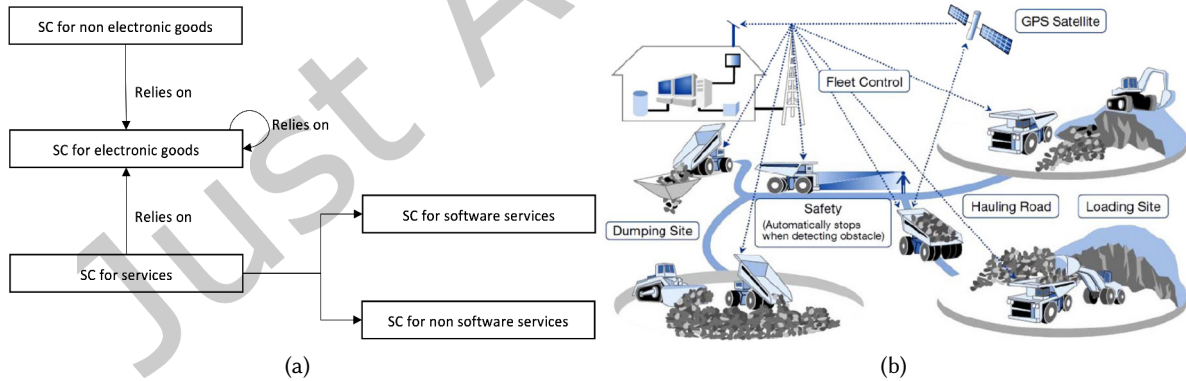 SC for non electronic goods
Relies on
Relies on
SC for electronic goods
Relies on
SC for software services
SC for services
SC for non software services
(a)
GPS Satellite
Fleet Control
Safety
(Automatically stops
when detecting obstacle)
Hauling Road
Loading Site
Dumping Site
(b)
Just A